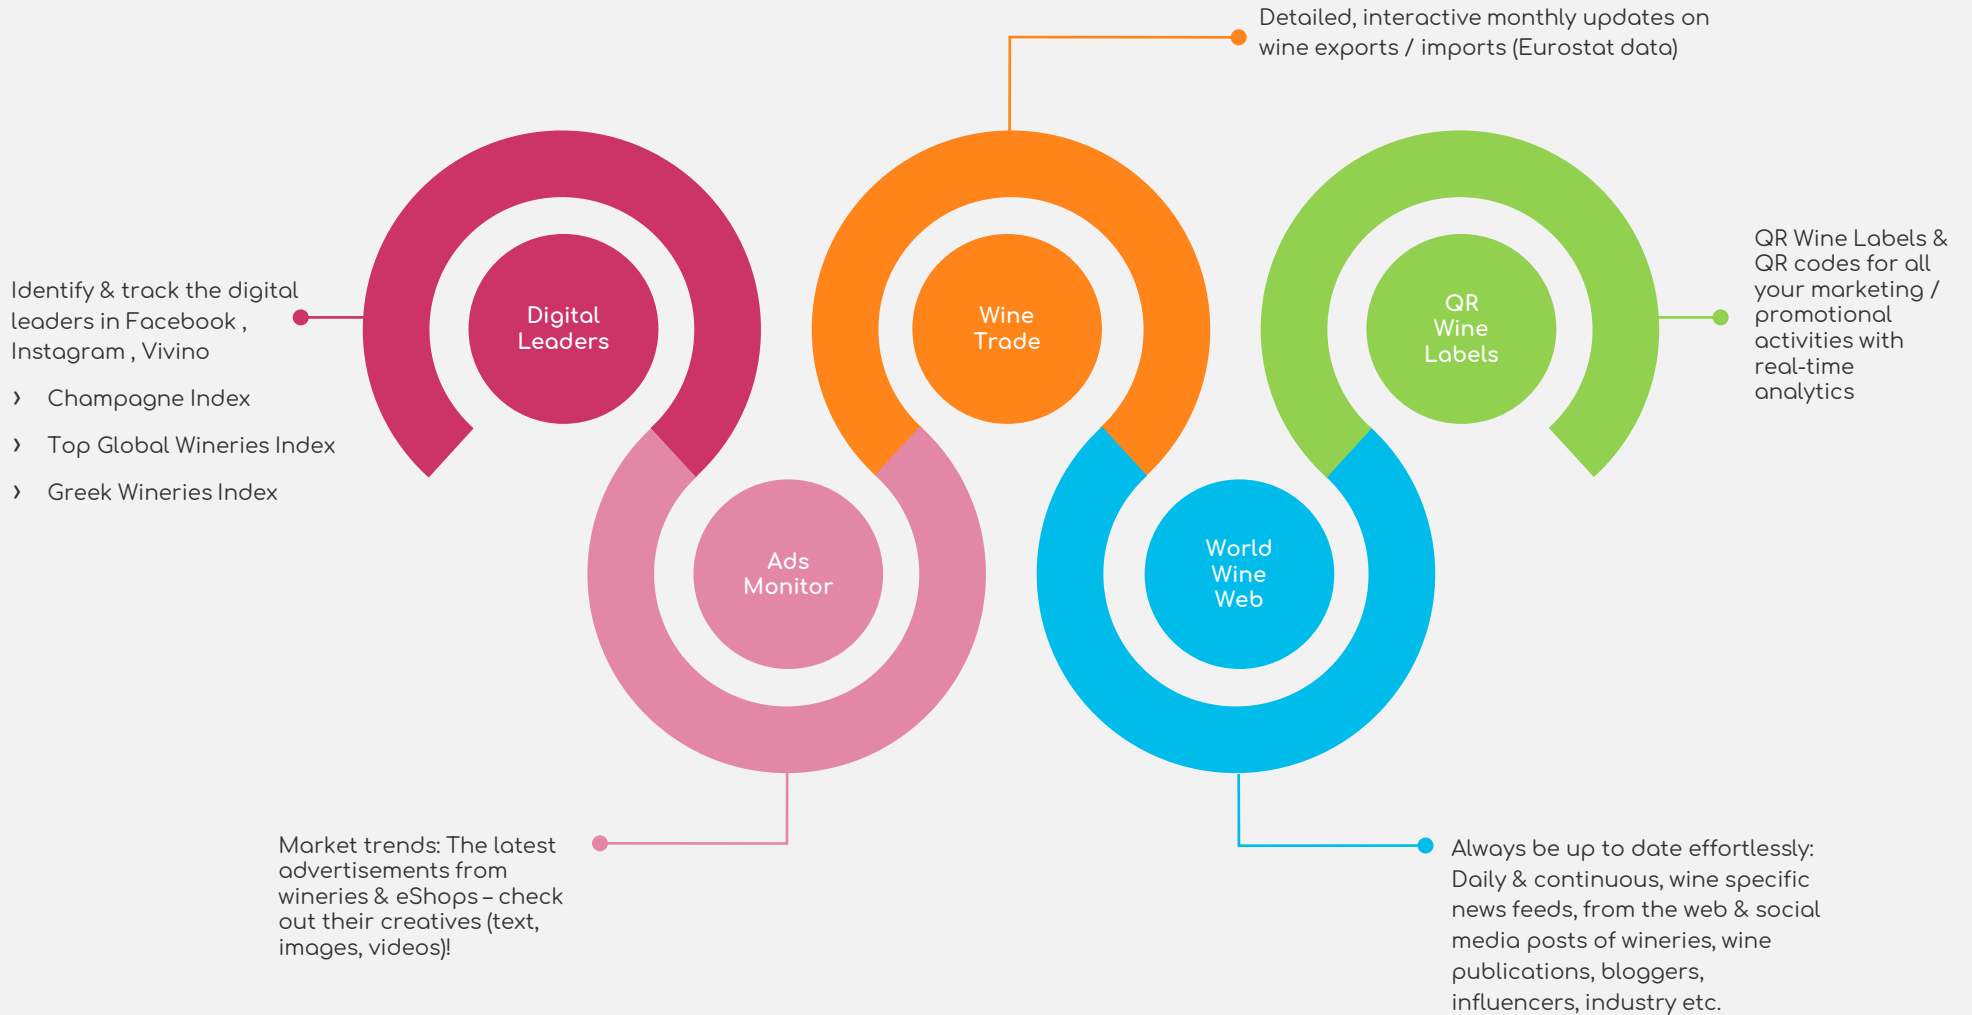 Detailed, interactive monthly updates on
wine exports / imports (Eurostat data)
Identify & track the digital
leaders in Facebook ,
Instagram , Vivino
› Champagne Index
› Top Global Wineries Index
› Greek Wineries Index
Digital
Leaders
Wine
Trade
QR
Wine
Labels
QR Wine Labels &
QR codes for all
your marketing /
promotional
activities with
real-time
analytics
Ads
Monitor
World
Wine
Web
Market trends: The latest
advertisements from
wineries & eShops – check
out their creatives (text,
images, videos)!
Always be up to date effortlessly:
Daily & continuous, wine specific
news feeds, from the web & social
media posts of wineries, wine
publications, bloggers,
influencers, industry etc.